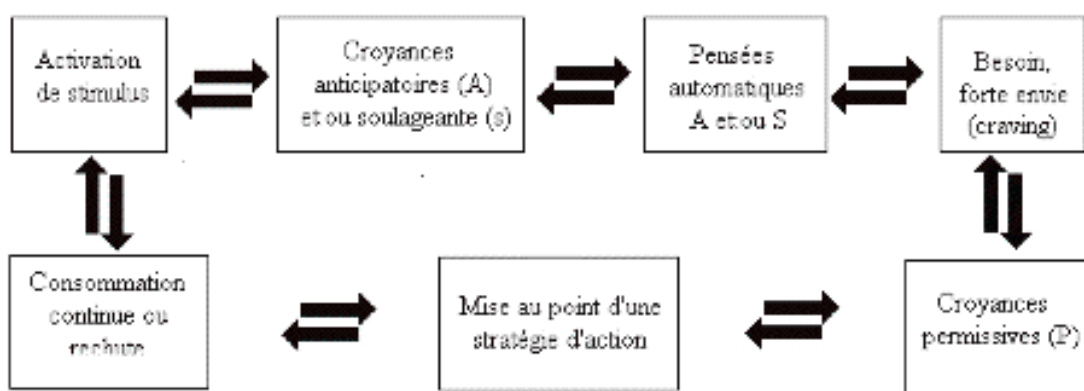 Activation
de stimulus
Croyances
anticipatoires (A)
et ou soulageante (s)
Pensées
automatiques
A et ou S
Besoin,
forte envie
(craving)
Consommation
continue ou
rechute
Mise au point d'une
stratégie d'action
Croyances
permissives (P)